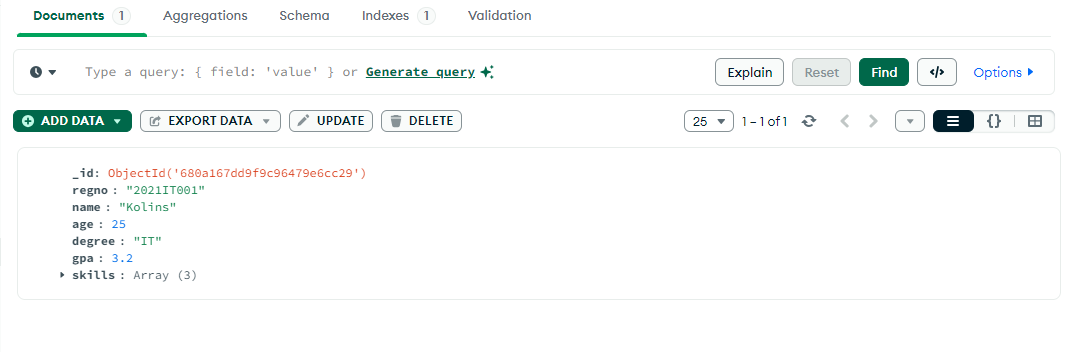 Documents 1 Aggregations Schema Indexes 1 Validation
Type a query: { field: 'value' } or Generate query Explain Reset Find </> Options
ADD DATA EXPORT DATA UPDATE DELETE 25 1 – 1 of 1 {}
_id: ObjectId('680a167dd9f9c96479e6cc29')
regno : "2021IT001"
name : "Kolins"
age : 25
degree : "IT"
gpa : 3.2
skills : Array (3)